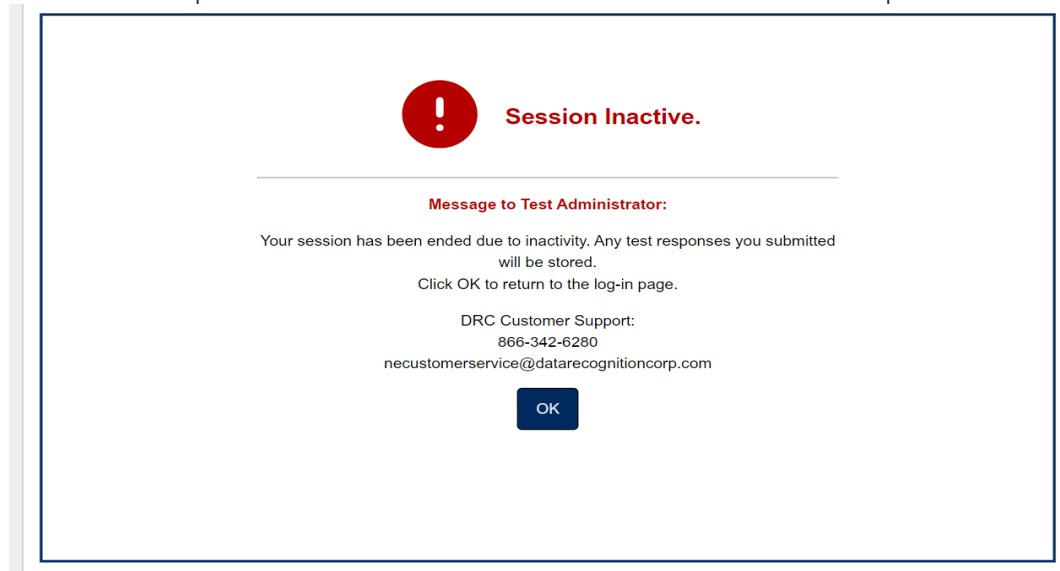 Session Inactive.
Message to Test Administrator:
Your session has been ended due to inactivity. Any test responses you submitted
will be stored.
Click OK to return to the log-in page.
DRC Customer Support:
866-342-6280
necustomerservice@datarecognitioncorp.com
OK